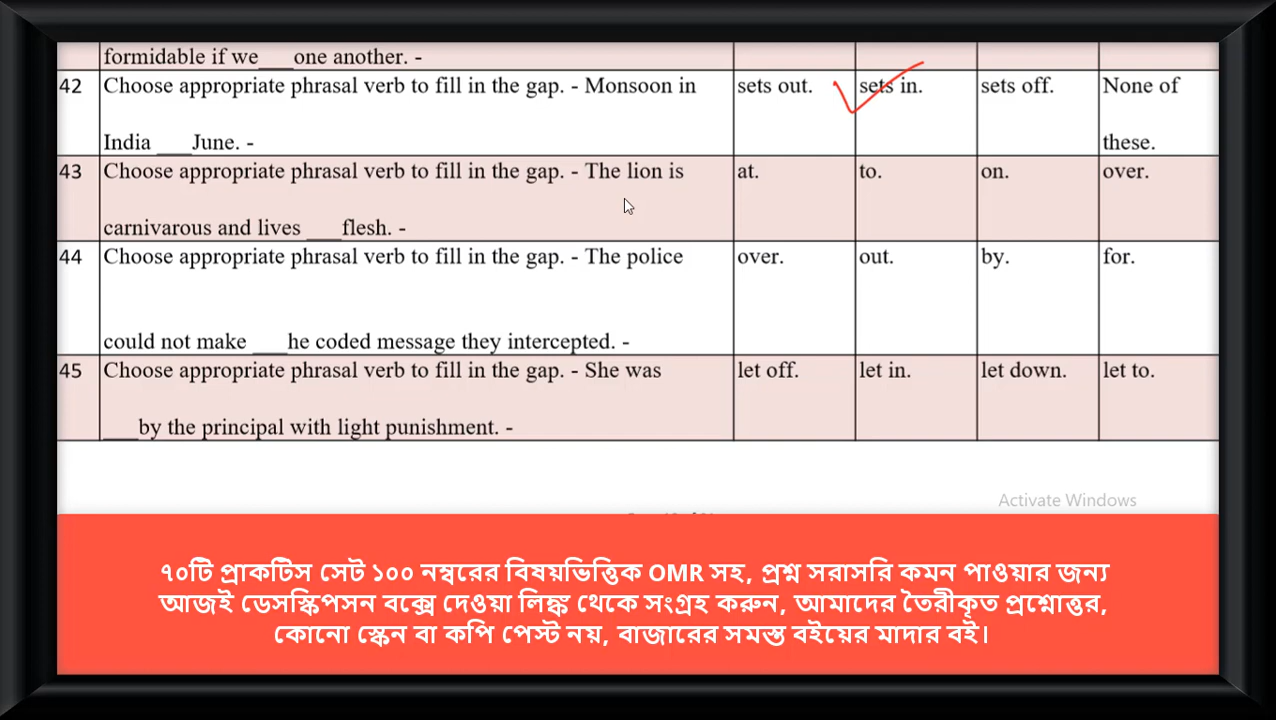 formidable if we___one another. -
42 Choose appropriate phrasal verb to fill in the gap. - Monsoon in sets out. sets in. sets off. None of
India ___June. - these.
43 Choose appropriate phrasal verb to fill in the gap. - The lion is at. to. on. over.
carnivarous and lives ___flesh. -
44 Choose appropriate phrasal verb to fill in the gap. - The police over. out. by. for.
could not make ___he coded message they intercepted. -
45 Choose appropriate phrasal verb to fill in the gap. - She was let off. let in. let down. let to.
___by the principal with light punishment. -
Activate Windows
৭০টি প্রাকটিস সেট ১০০ নম্বরের বিষয়ভিত্তিক OMR সহ, প্রশ্ন সরাসরি কমন পাওয়ার জন্য
আজই ডেসস্ক্রিপসন বক্সে দেওয়া লিঙ্ক থেকে সংগ্রহ করুন, আমাদের তৈরীকৃত প্রশ্নোত্তর,
কোনো স্কেন বা কপি পেস্ট নয়, বাজারের সমস্ত বইয়ের মাদার বই।